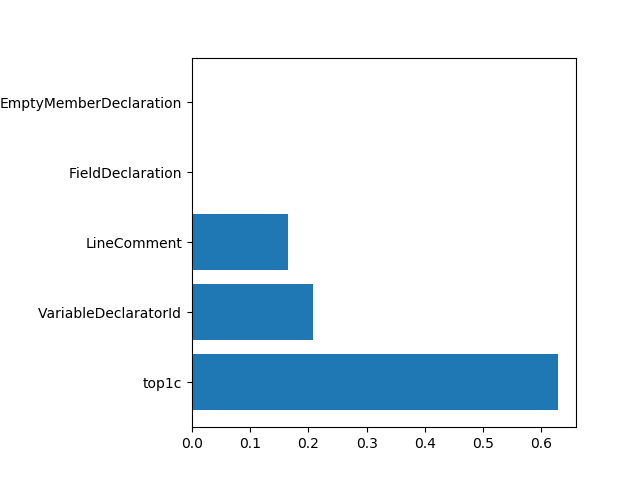 EmptyMemberDeclaration
FieldDeclaration
LineComment
VariableDeclaratorId
top1c
0.0 0.1 0.2 0.3 0.4 0.5 0.6